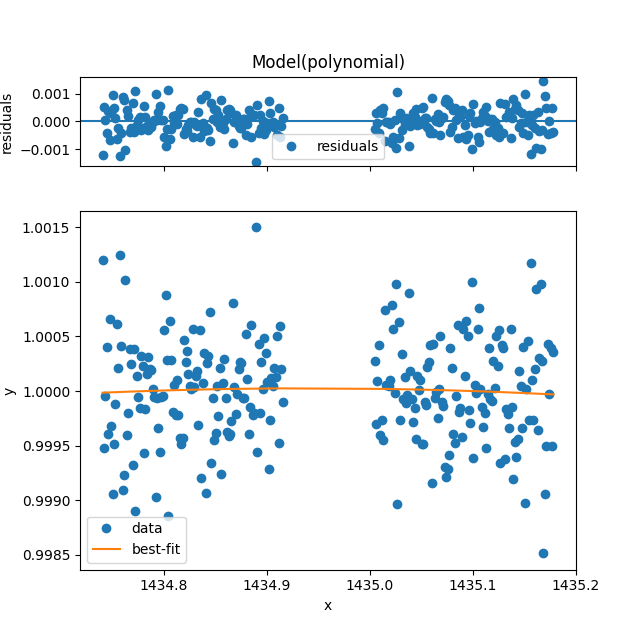 Model(polynomial)
residuals
0.001
0.000
−0.001
residuals
y
1.0015
1.0010
1.0005
1.0000
0.9995
0.9990
0.9985
data
best-fit
1434.8 1434.9 1435.0 1435.1 1435.2
x